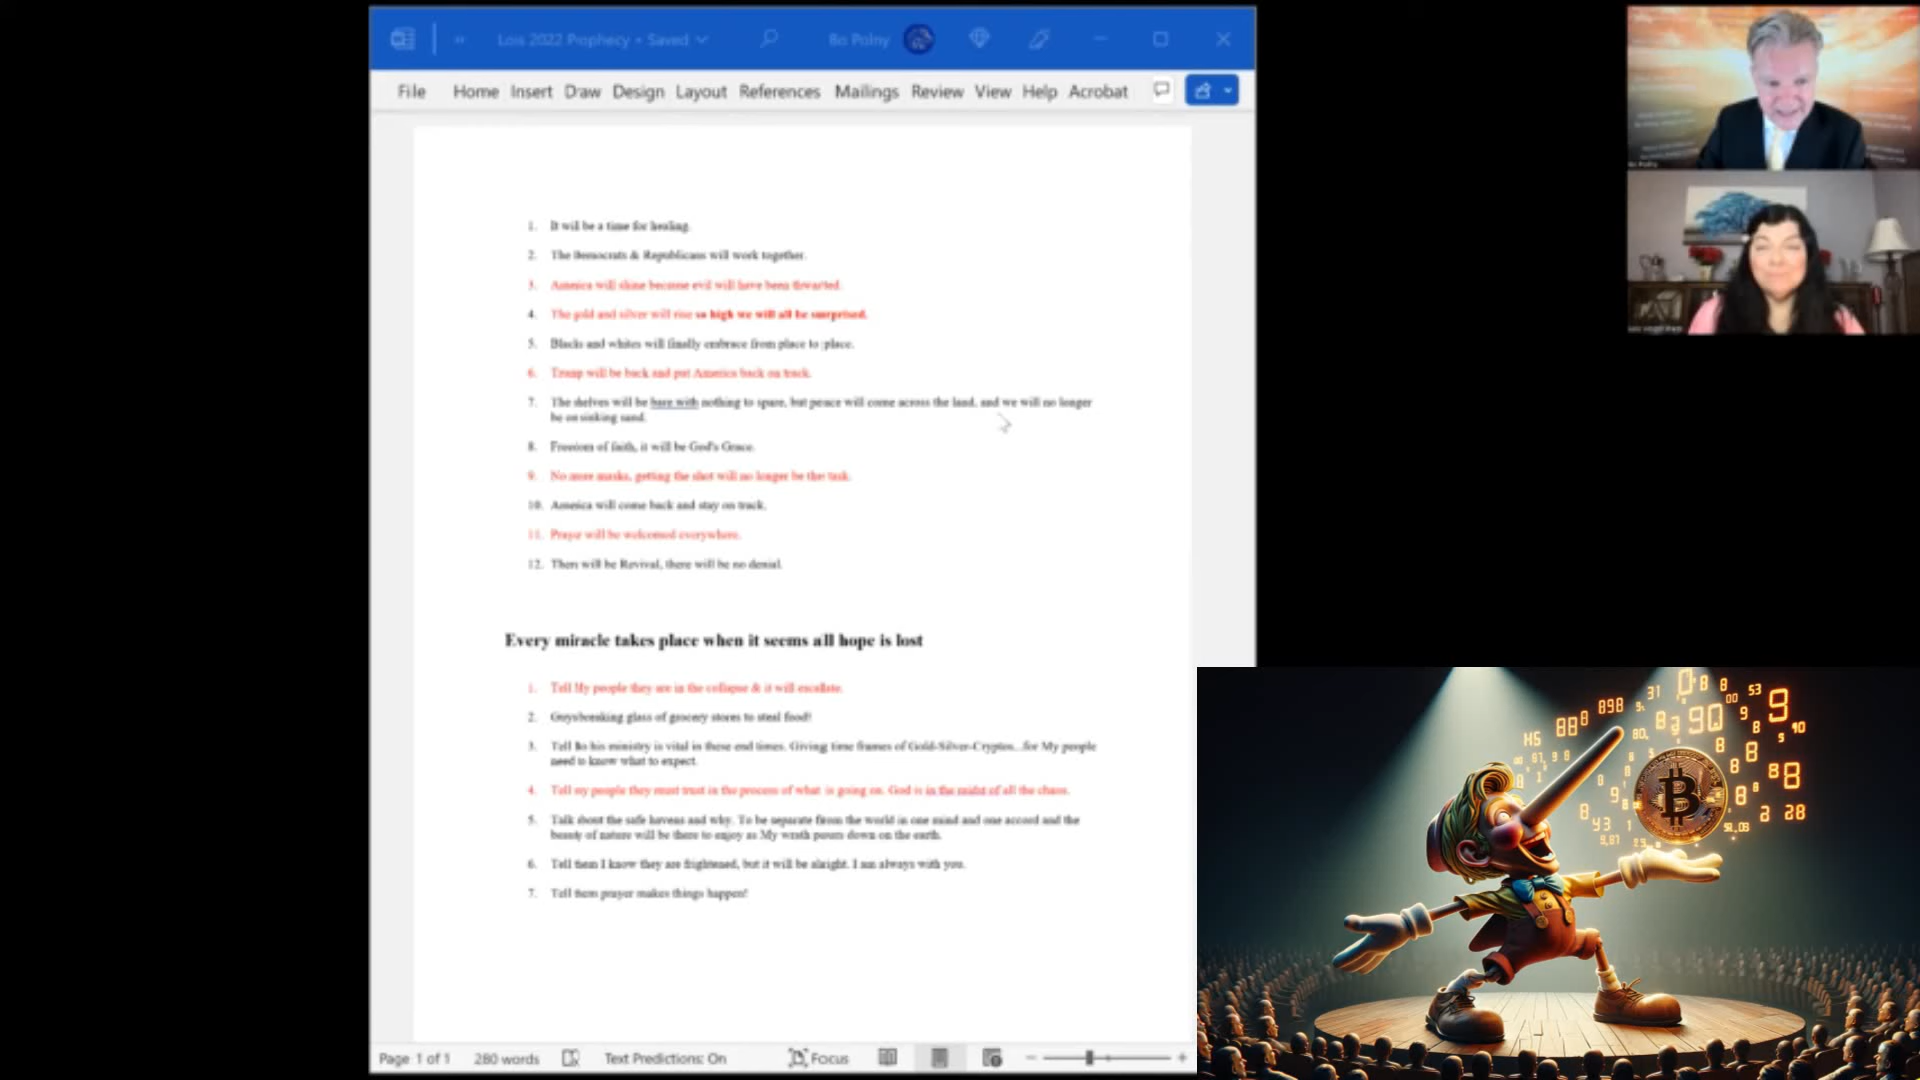 Lois 2022 Prophecy • Saved
Bo Polny
File Home Insert Draw Design Layout References Mailings Review View Help Acrobat
1. It will be a time for healing.
2. The Democrats & Republicans will work together.
3. America will shine because evil will have been thwarted.
4. The gold and silver will rise so high we will all be surprised.
5. Blacks and whites will finally embrace from place to place.
6. Trump will be back and put America back on track.
7. The shelves will be bare with nothing to spare, but peace will come across the land, and we will no longer
be on sinking sand.
8. Freedom of faith, it will be God's Grace.
9. No more masks, getting the shot will no longer be the task.
10. America will come back and stay on track.
11. Prayer will be welcomed everywhere.
12. There will be Revival, there will be no denial.
Every miracle takes place when it seems all hope is lost
1. Tell My people they are in the collapse & it will escalate.
2. Guys breaking glass of grocery stores to steal food!
3. Tell Bo his ministry is vital in these end times. Giving time frames of Gold-Silver-Cryptos...for My people
need to know what to expect.
4. Tell my people they must trust in the process of what is going on. God is in the midst of all the chaos.
5. Talk about the safe havens and why. To be separate from the world in one mind and one accord and the
beauty of nature will be there to enjoy as My wrath pours down on the earth.
6. Tell them I know they are frightened, but it will be alright. I am always with you.
7. Tell them prayer makes things happen!
Page 1 of 1 280 words Text Predictions: On Focus
Bo Polny